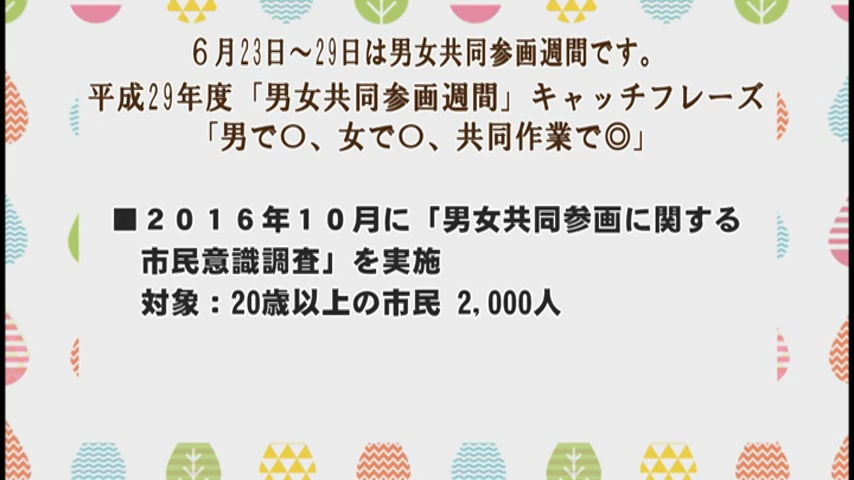 ６月23日～29日は男女共同参画週間です。
平成29年度「男女共同参画週間」キャッチフレーズ
「男で〇、女で〇、共同作業で◎」
■２０１６年１０月に「男女共同参画に関する
市民意識調査」を実施
対象：20歳以上の市民 2,000人